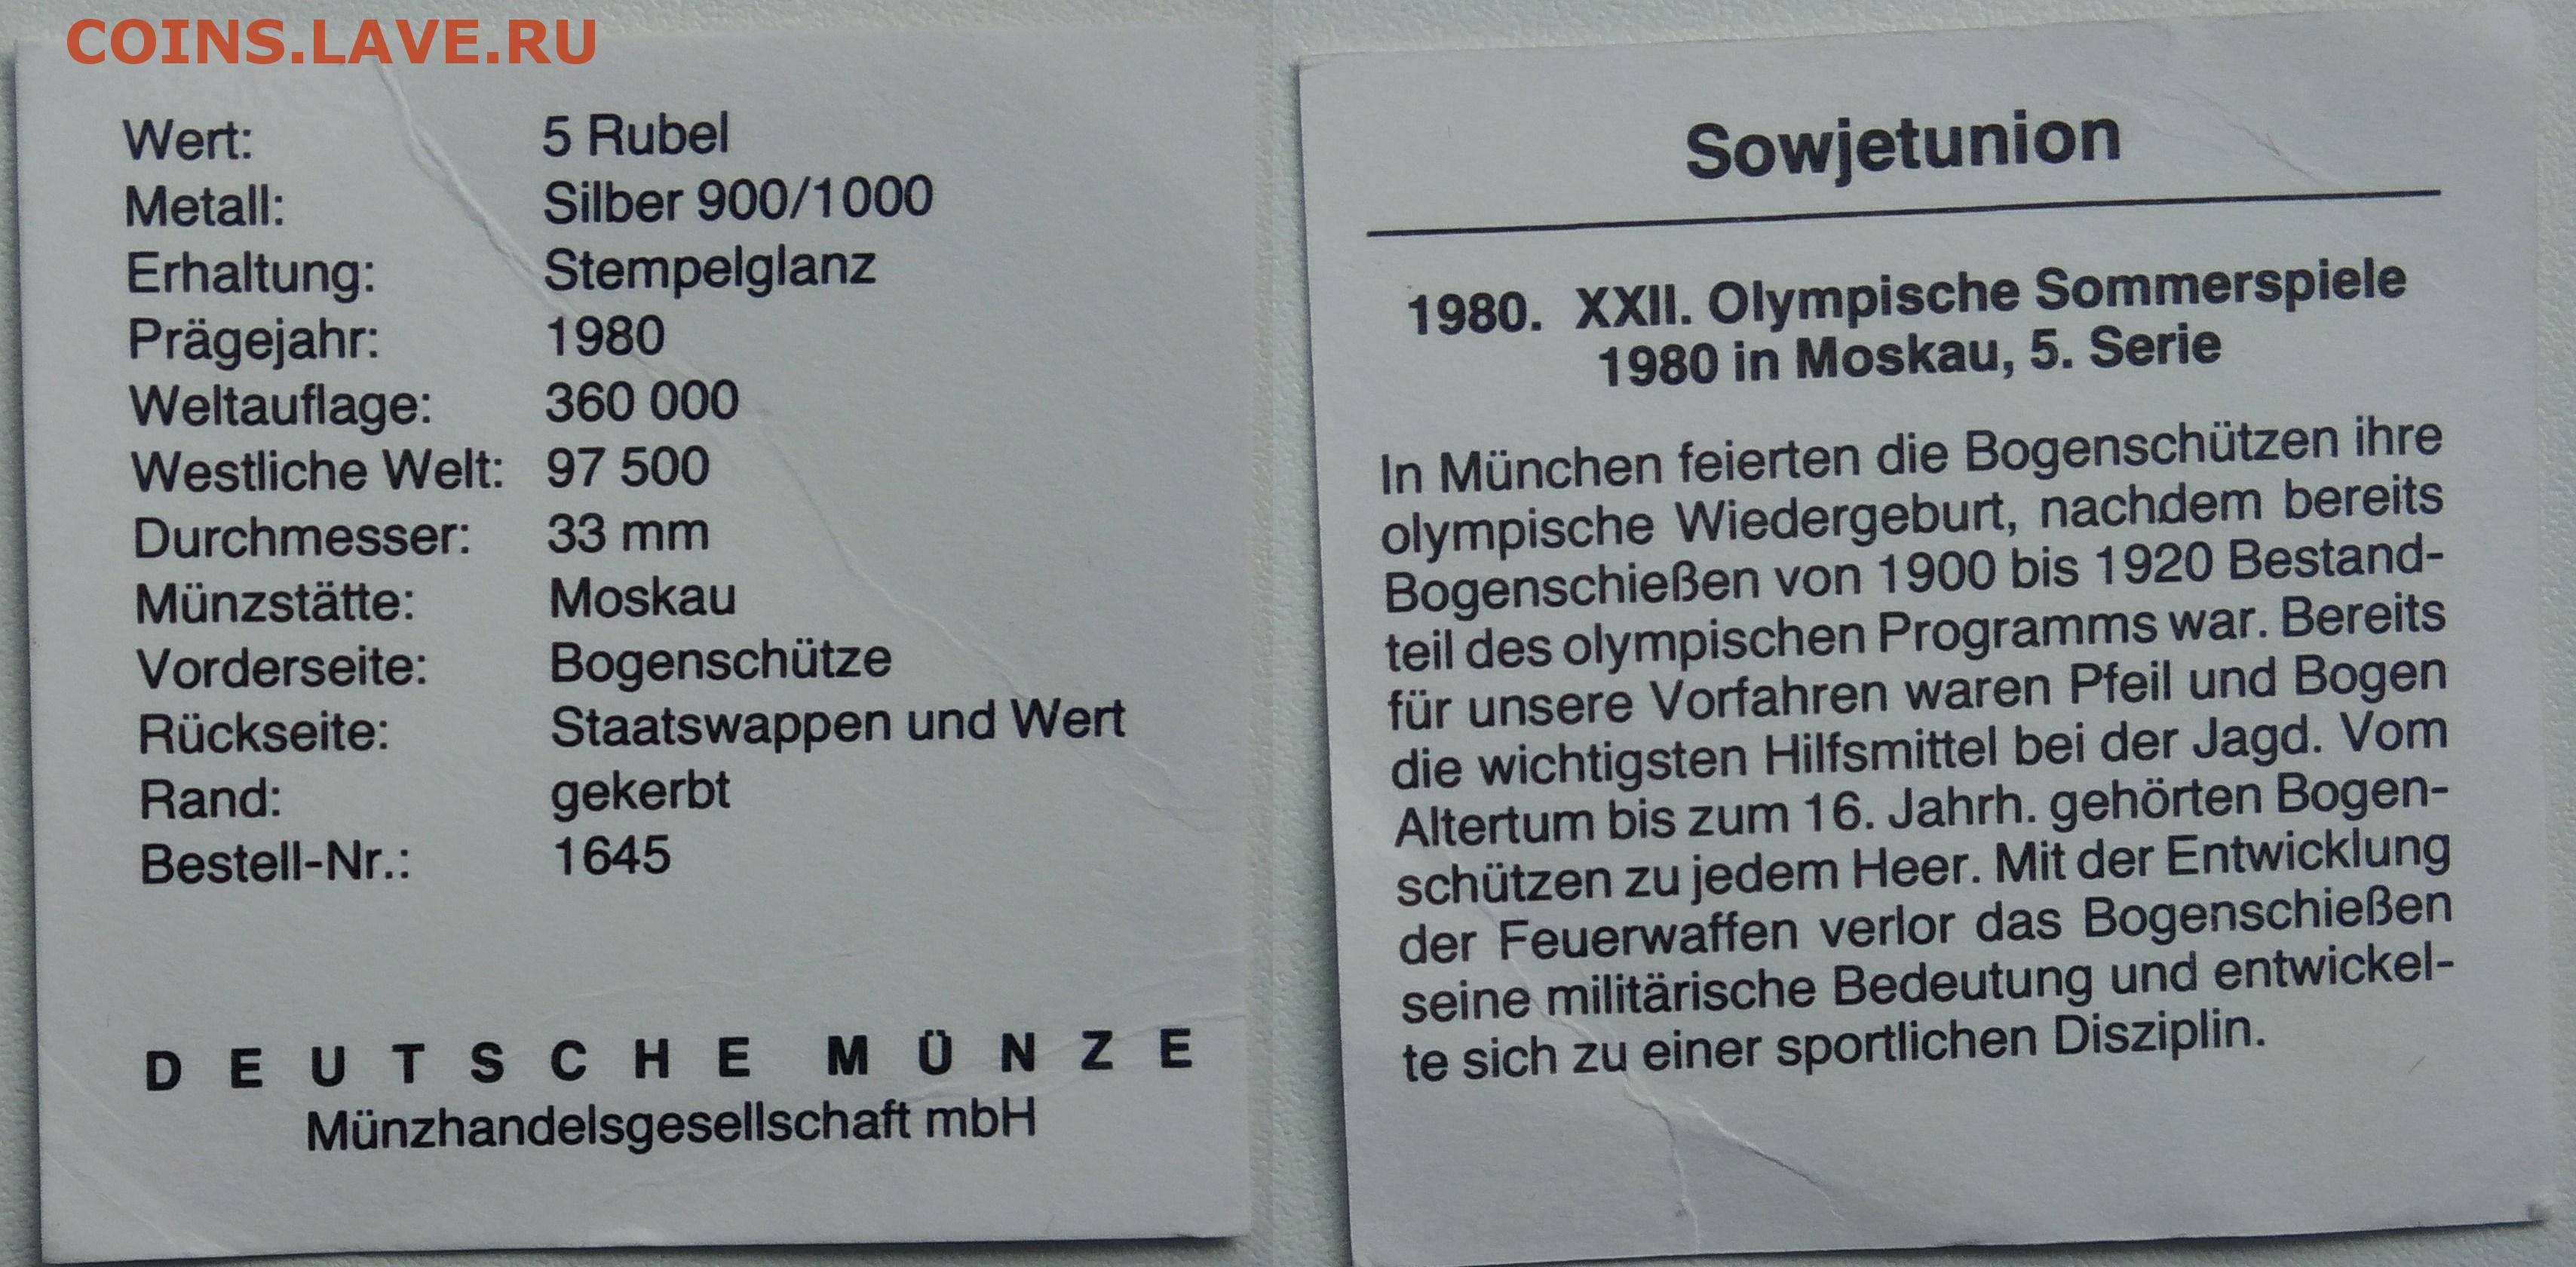 COINS.LAVE.RU
Wert: 5 Rubel
Metall: Silber 900/1000
Erhaltung: Stempelglanz
Prägejahr: 1980
Weltauflage: 360 000
Westliche Welt: 97 500
Durchmesser: 33 mm
Münzstätte: Moskau
Vorderseite: Bogenschütze
Rückseite: Staatswappen und Wert
Rand: gekerbt
Bestell-Nr.: 1645
DEUTSCHE MÜNZE
Münzhandelsgesellschaft mbH
Sowjetunion
1980. XXII. Olympische Sommerspiele
1980 in Moskau, 5. Serie
In München feierten die Bogenschützen ihre
olympische Wiedergeburt, nachdem bereits
Bogenschießen von 1900 bis 1920 Bestand-
teil des olympischen Programms war. Bereits
für unsere Vorfahren waren Pfeil und Bogen
die wichtigsten Hilfsmittel bei der Jagd. Vom
Altertum bis zum 16. Jahrh. gehörten Bogen-
schützen zu jedem Heer. Mit der Entwicklung
der Feuerwaffen verlor das Bogenschießen
seine militärische Bedeutung und entwickel-
te sich zu einer sportlichen Disziplin.